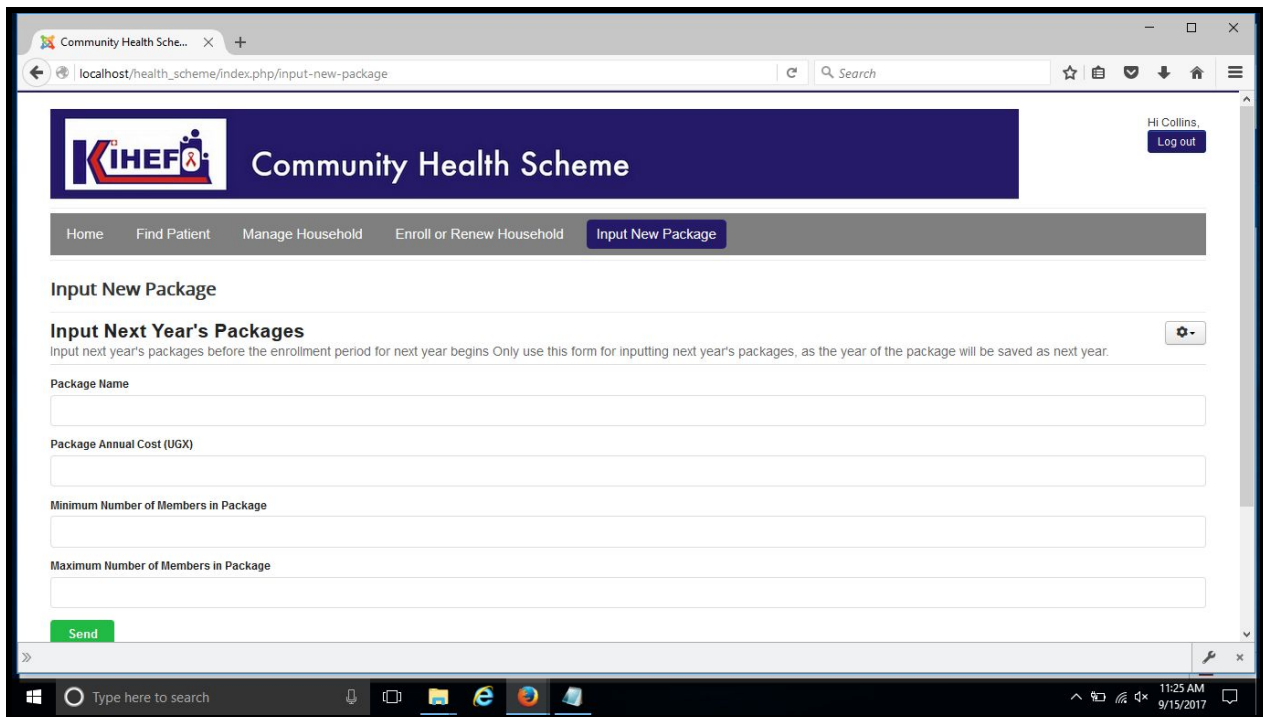 Community Health Sche...
localhost/health_scheme/index.php/input-new-package
Search
KIHEFO
Community Health Scheme
Hi Collins,
Log out
Home Find Patient Manage Household Enroll or Renew Household Input New Package
Input New Package
Input Next Year's Packages
Input next year's packages before the enrollment period for next year begins Only use this form for inputting next year's packages, as the year of the package will be saved as next year.
Package Name
Package Annual Cost (UGX)
Minimum Number of Members in Package
Maximum Number of Members in Package
Send
Type here to search
11:25 AM
9/15/2017